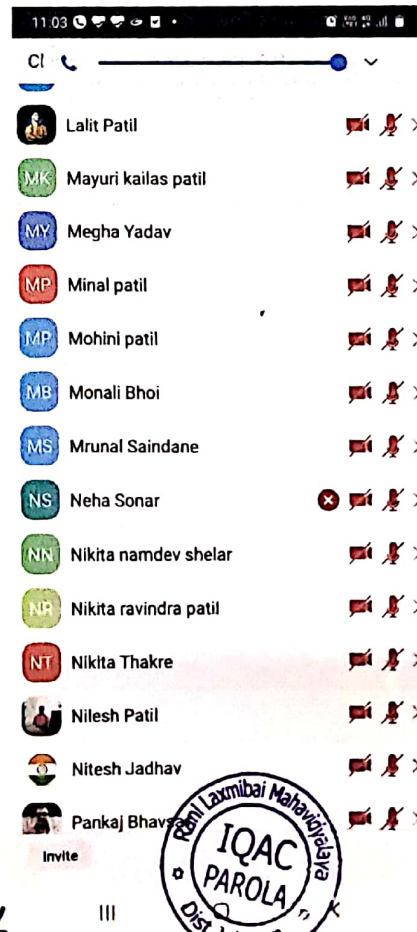 11:03
Cl
Lalit Patil
MK Mayuri kailas patil
MY Megha Yadav
MP Minal patil
MP Mohini patil
MB Monali Bhoi
MS Mrunal Saindane
NS Neha Sonar
NN Nikita namdev shelar
NR Nikita ravindra patil
NT Nikita Thakre
Nilesh Patil
Nitesh Jadhav
Pankaj
Invite
Rani Laxmibai Mahavidyalaya
IQAC
PAROLA
Dist